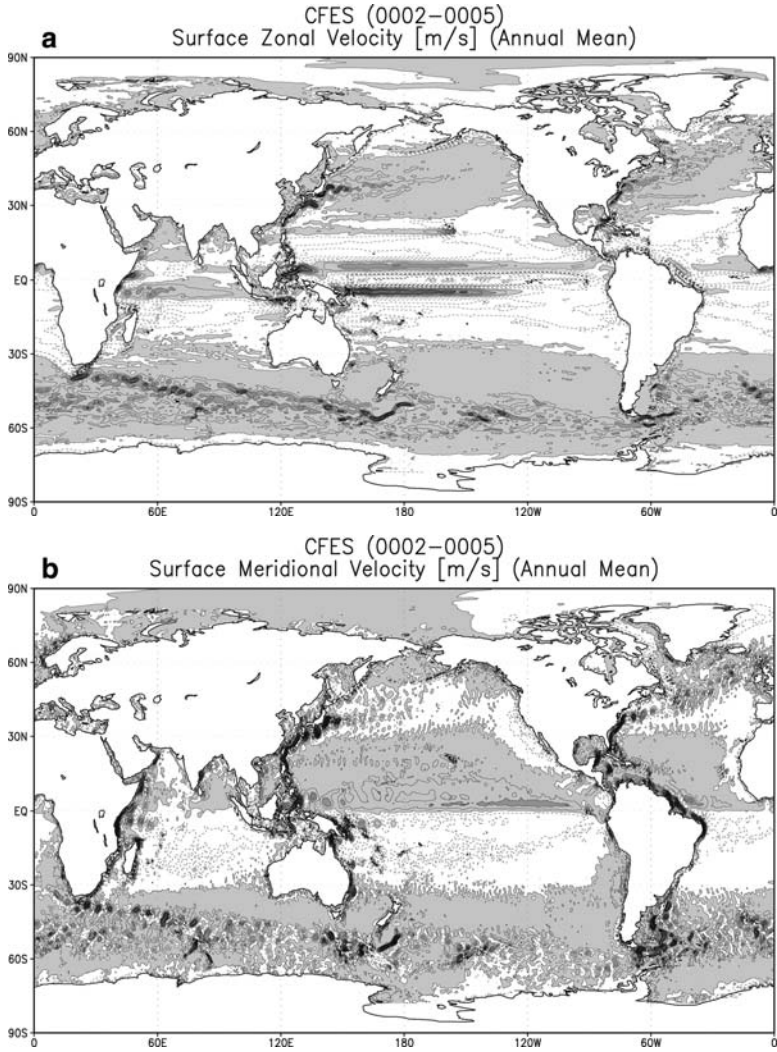 CFES (0002-0005)
a
Surface Zonal Velocity [m/s] (Annual Mean)
90N
60N
30N
EQ
30S
60S
90S
0 60E 120E 180 120W 60W 0
CFES (0002-0005)
b
Surface Meridional Velocity [m/s] (Annual Mean)
90N
60N
30N
EQ
30S
60S
90S
0 60E 120E 180 120W 60W 0